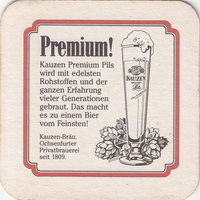 Premium!
Kauzen Premium Pils
wird mit edelsten
Rohstoffen und der
ganzen Erfahrung
vieler Generationen
gebraut. Das macht
es zu einem Bier
vom Feinsten!
Kauzen-Bräu,
Ochsenfurter
Privatbrauerei
seit 1809.
KAUZEN
Pils